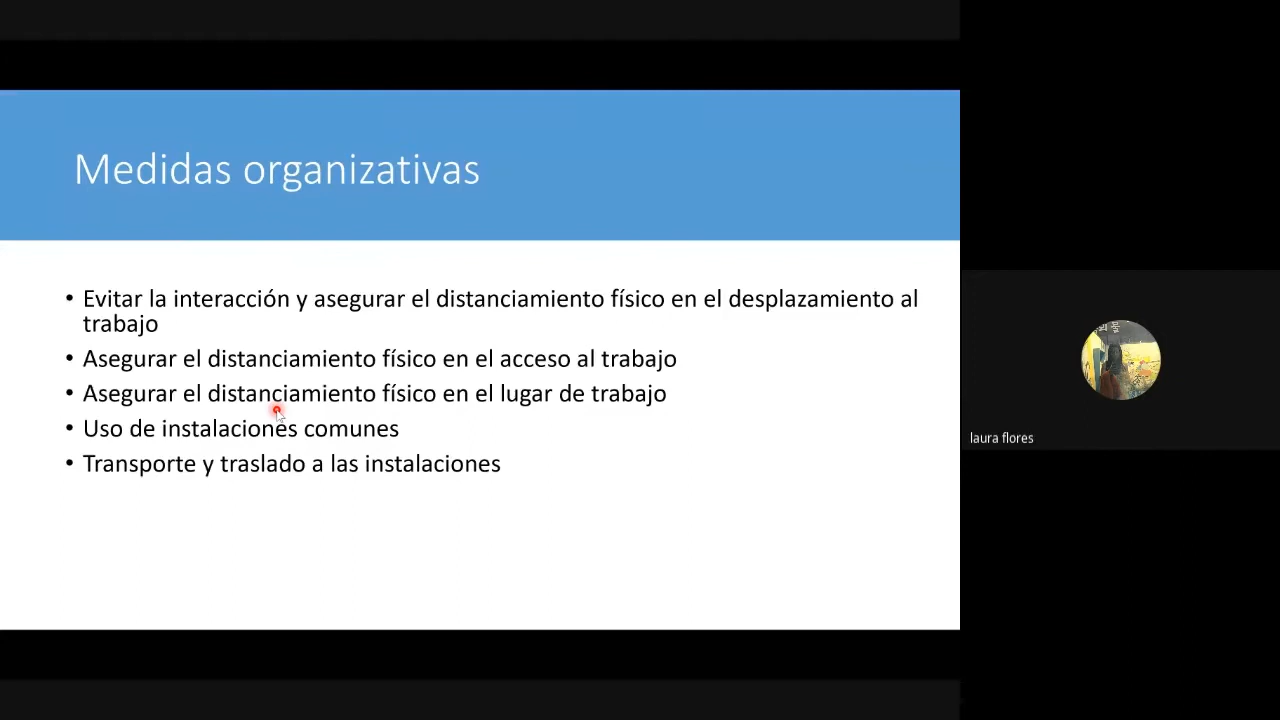 Medidas organizativas
• Evitar la interacción y asegurar el distanciamiento físico en el desplazamiento al
trabajo
• Asegurar el distanciamiento físico en el acceso al trabajo
• Asegurar el distanciamiento físico en el lugar de trabajo
• Uso de instalaciones comunes
• Transporte y traslado a las instalaciones
laura flores